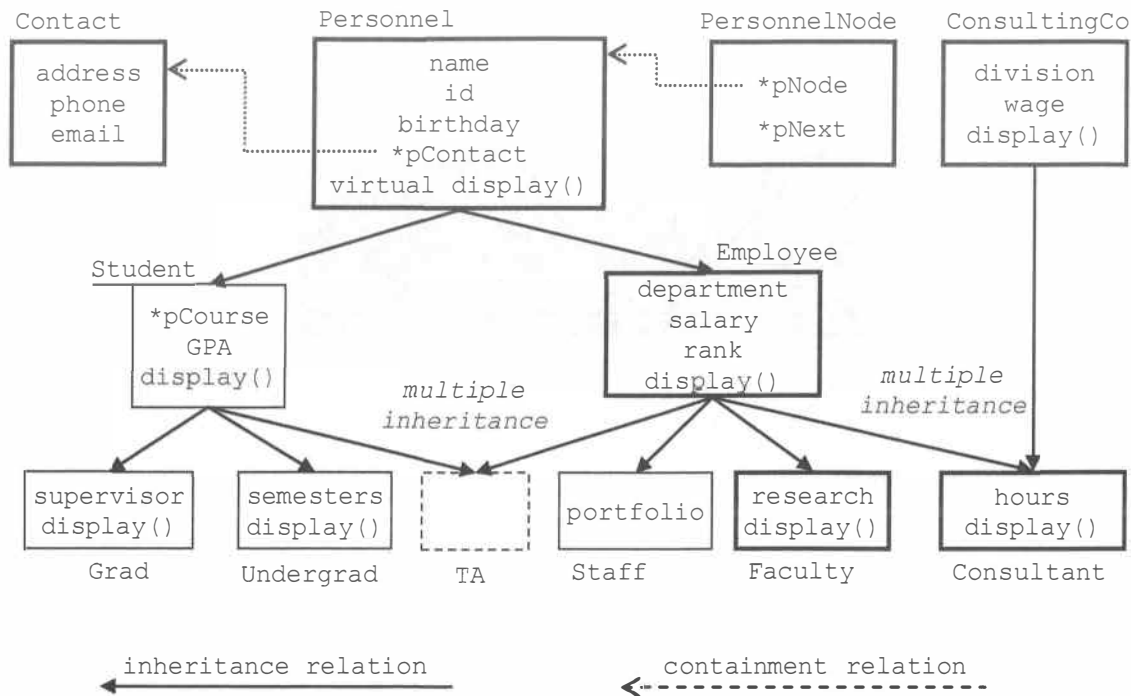 Contact
address
phone
email
Personnel
name
id
birthday
*pContact
virtual display()
PersonnelNode
*pNode
*pNext
ConsultingCo
division
wage
display()
Student
*pCourse
GPA
display()
Employee
department
salary
rank
display()
multiple
inheritance
multiple
inheritance
supervisor
display()
Grad
semesters
display()
Undergrad
TA
portfolio
Staff
research
display()
Faculty
hours
display()
Consultant
inheritance relation
containment relation